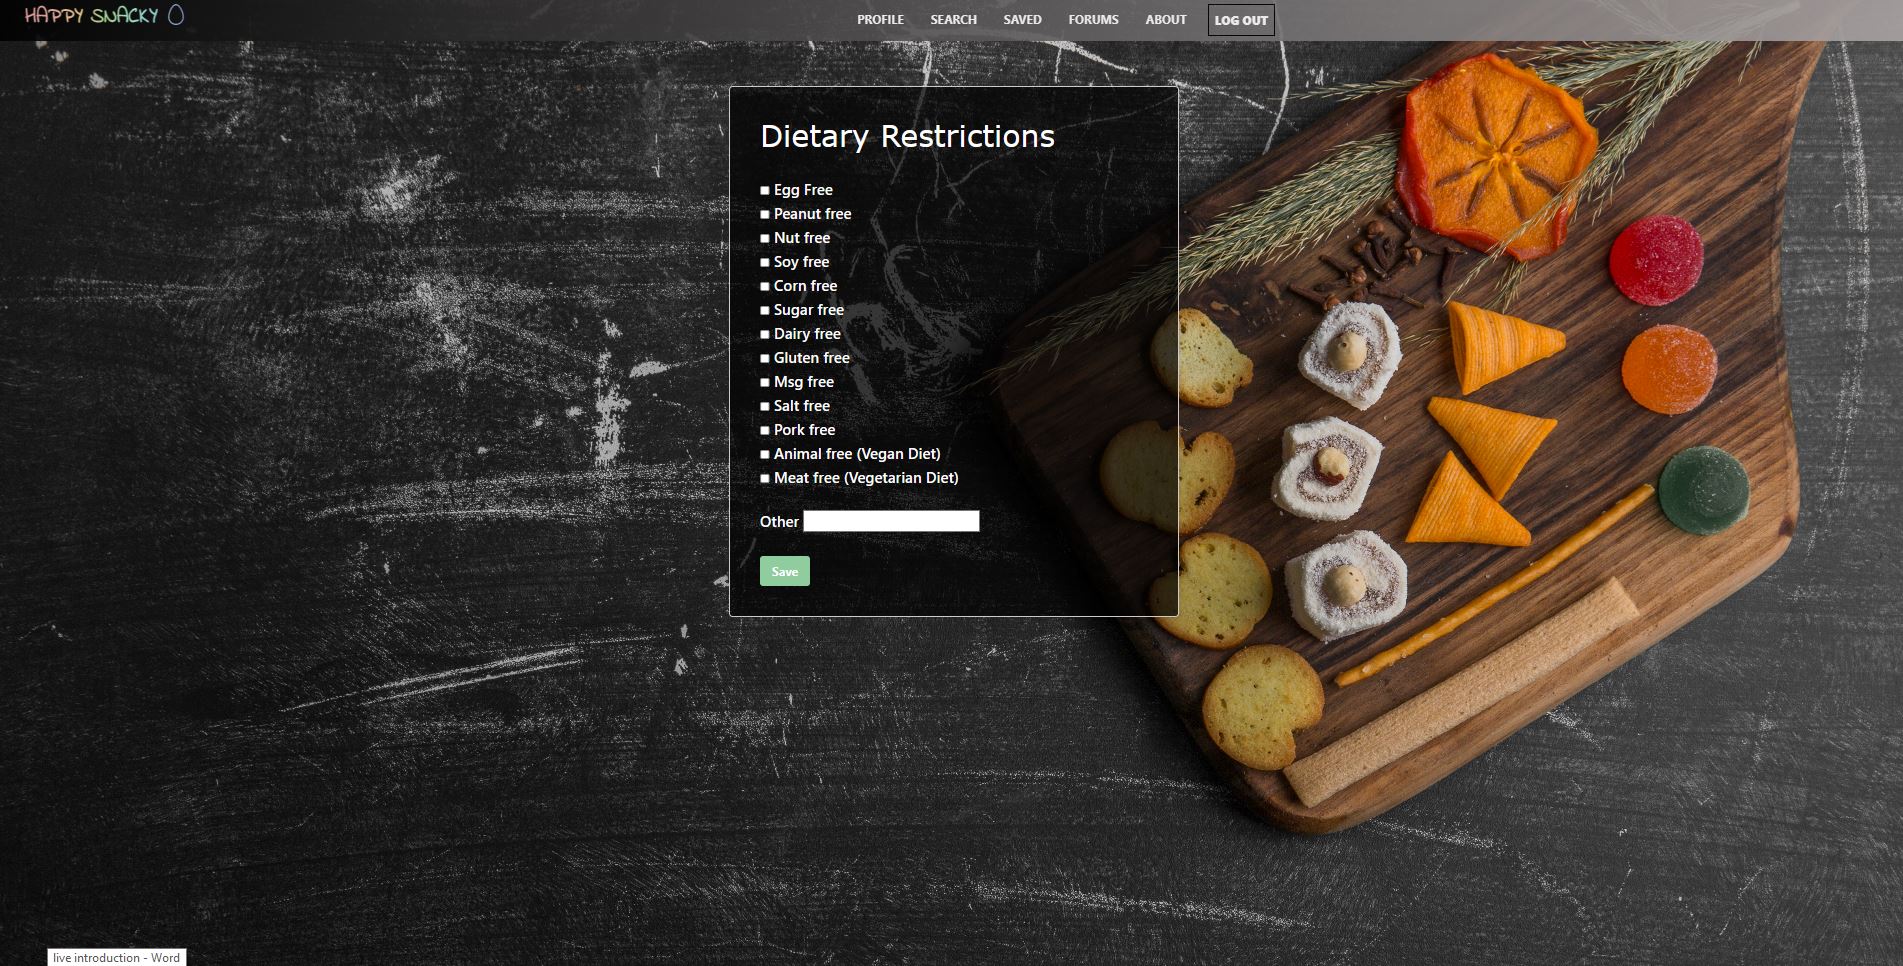 HAPPY SNACKY
PROFILE SEARCH SAVED FORUMS ABOUT LOG OUT
Dietary Restrictions
Egg Free
Peanut free
Nut free
Soy free
Corn free
Sugar free
Dairy free
Gluten free
Msg free
Salt free
Pork free
Animal free (Vegan Diet)
Meat free (Vegetarian Diet)
Other
Save
live introduction - Word